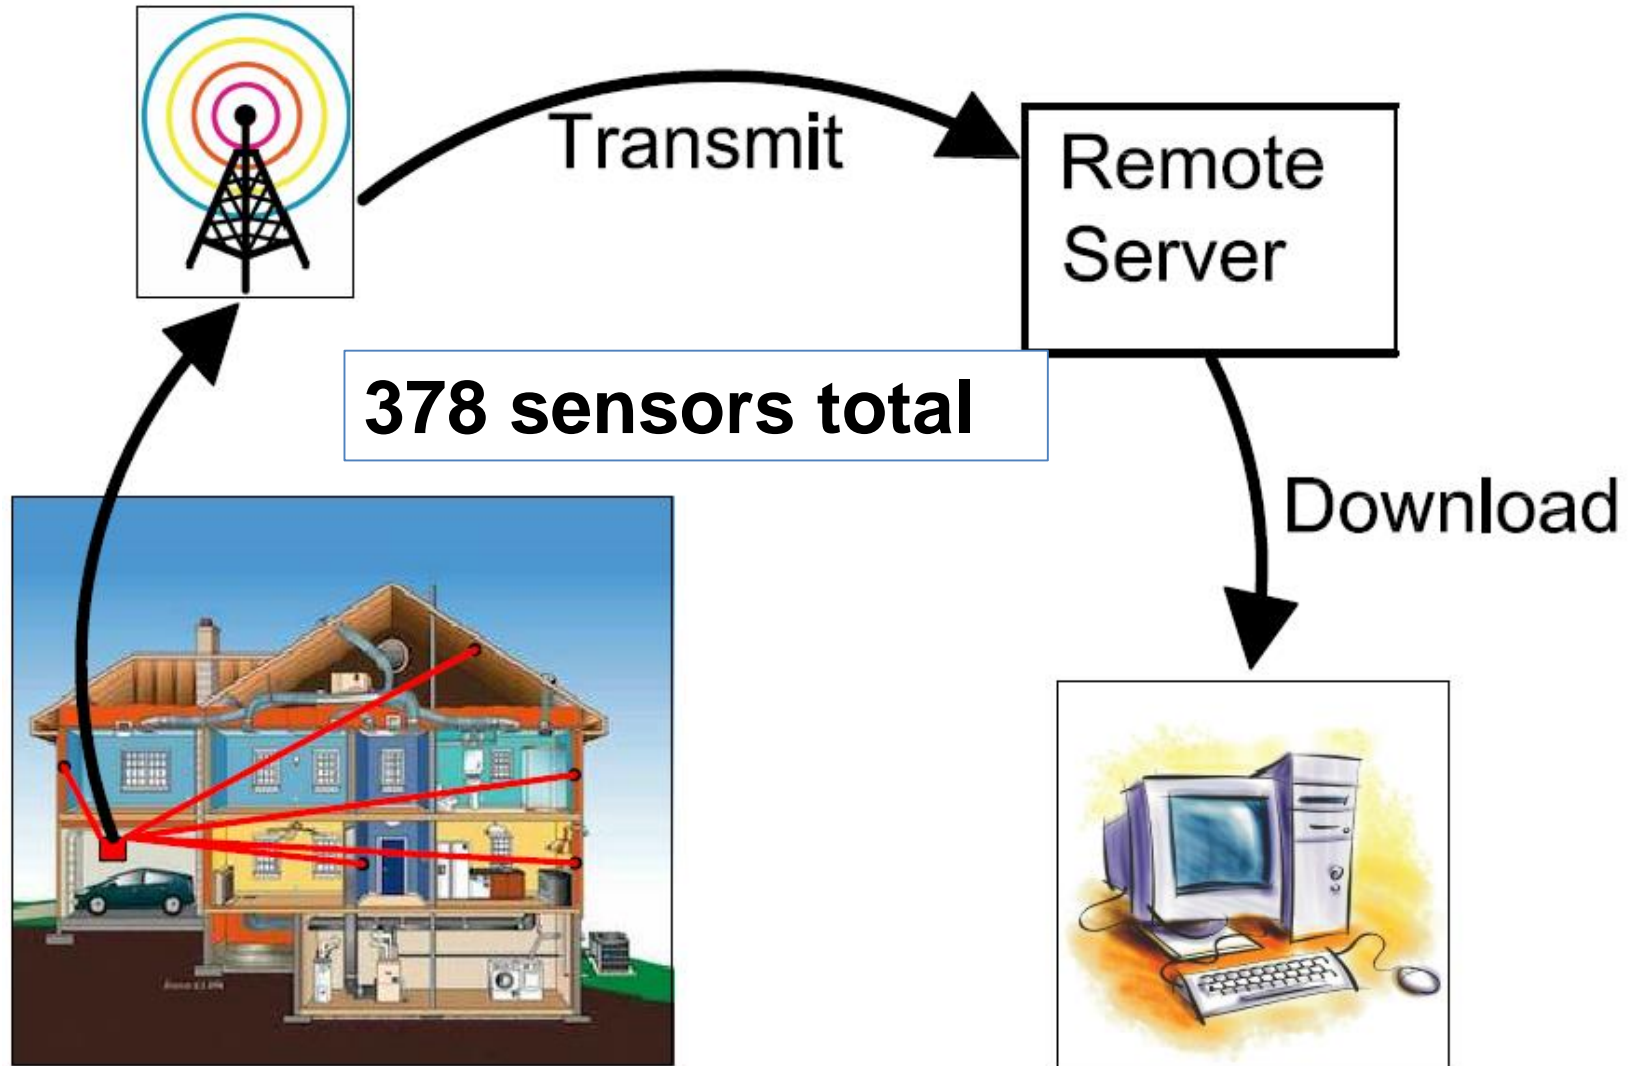 Transmit
Remote
Server
378 sensors total
Download